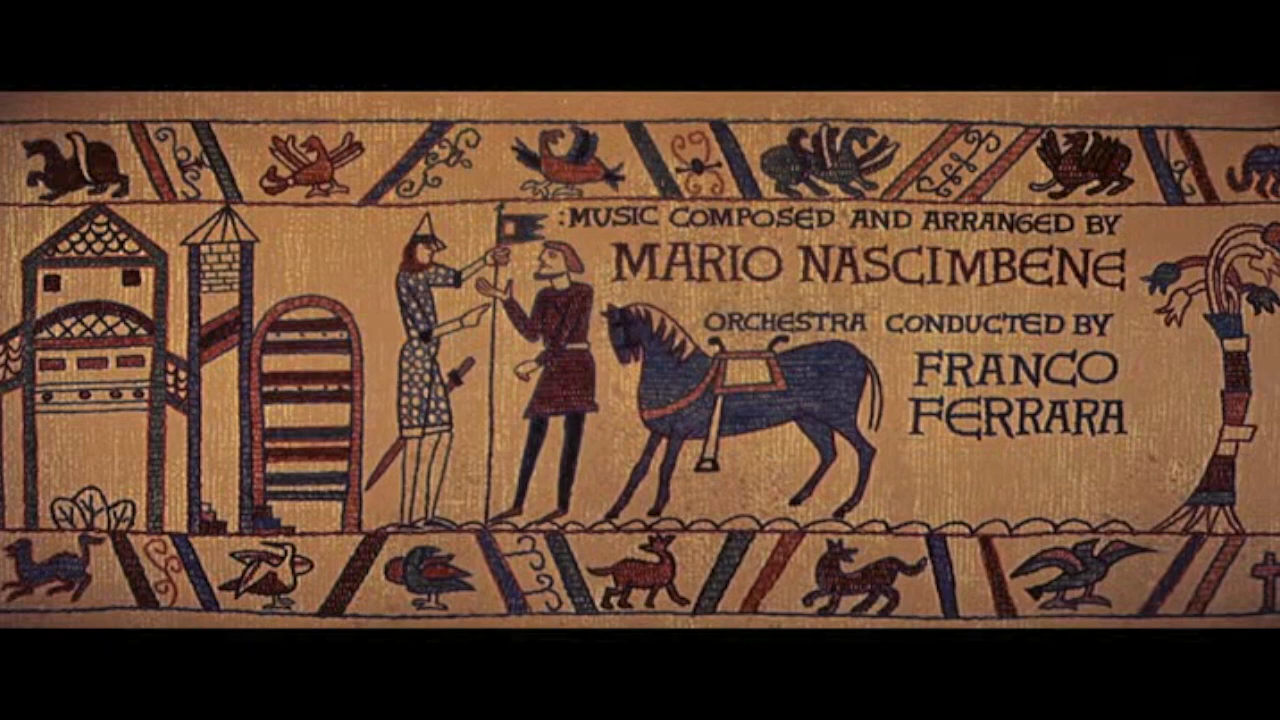 :MUSIC COMPOSED AND ARRANGED BY
MARIO NASCIMBENE
ORCHESTRA CONDUCTED BY
FRANCO
FERRARA